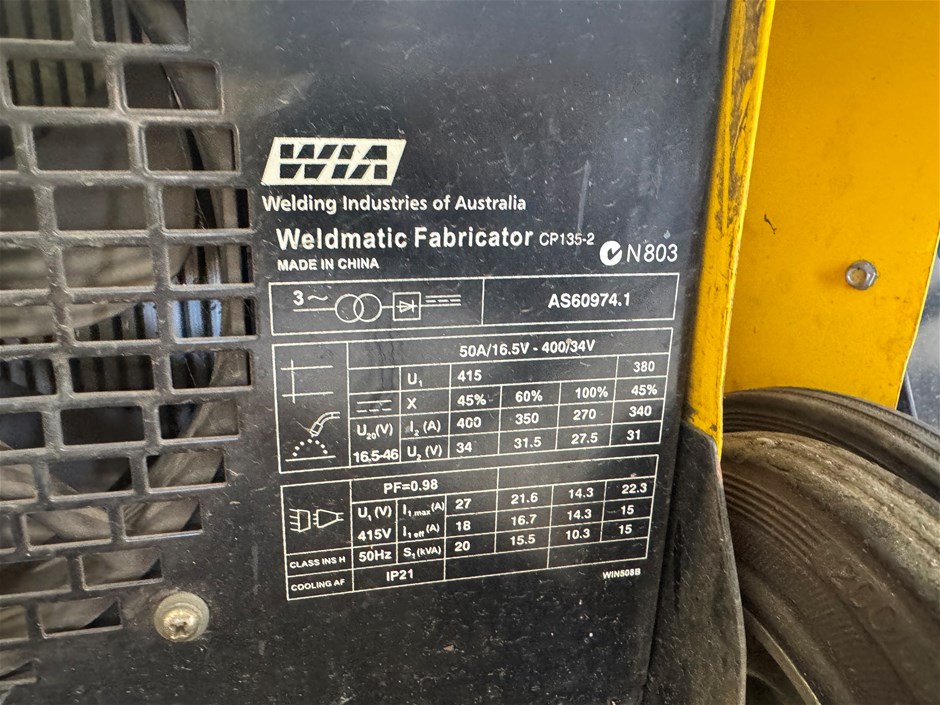 WIA
Welding Industries of Australia
Weldmatic Fabricator CP135-2
N803
MADE IN CHINA
3~
AS60974.1
50A/16.5V - 400/34V
U1 415 380
X 45% 60% 100% 45%
U20(V) I2 (A) 400 350 270 340
16.5-46 U2 (V) 34 31.5 27.5 31
PF=0.98
U1 (V) I1 max(A) 27 21.6 14.3 22.3
415V I1 eff (A) 18 16.7 14.3 15
CLASS INS H 50Hz S1 (kVA) 20 15.5 10.3 15
COOLING AF IP21
WIN508B